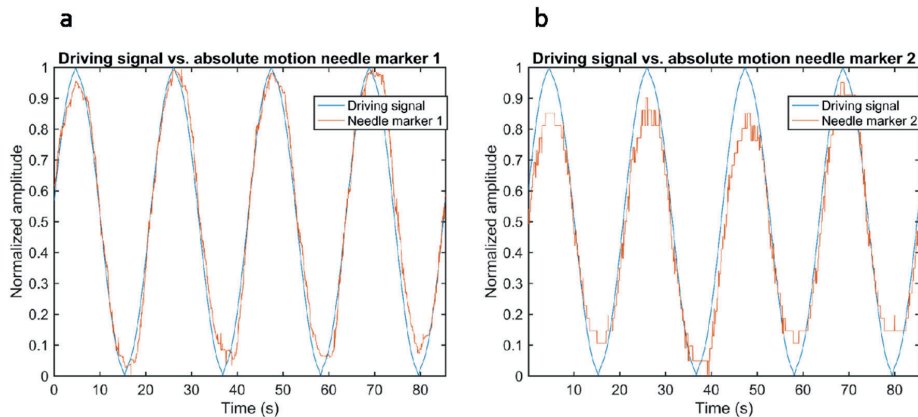 a
Driving signal vs. absolute motion needle marker 1
1
0.9
0.8
0.7
0.6
0.5
0.4
0.3
0.2
0.1
0
Normalized amplitude
Driving signal
Needle marker 1
0 10 20 30 40 50 60 70 80
Time (s)
b
Driving signal vs. absolute motion needle marker 2
1
0.9
0.8
0.7
0.6
0.5
0.4
0.3
0.2
0.1
0
Normalized amplitude
Driving signal
Needle marker 2
10 20 30 40 50 60 70 80
Time (s)